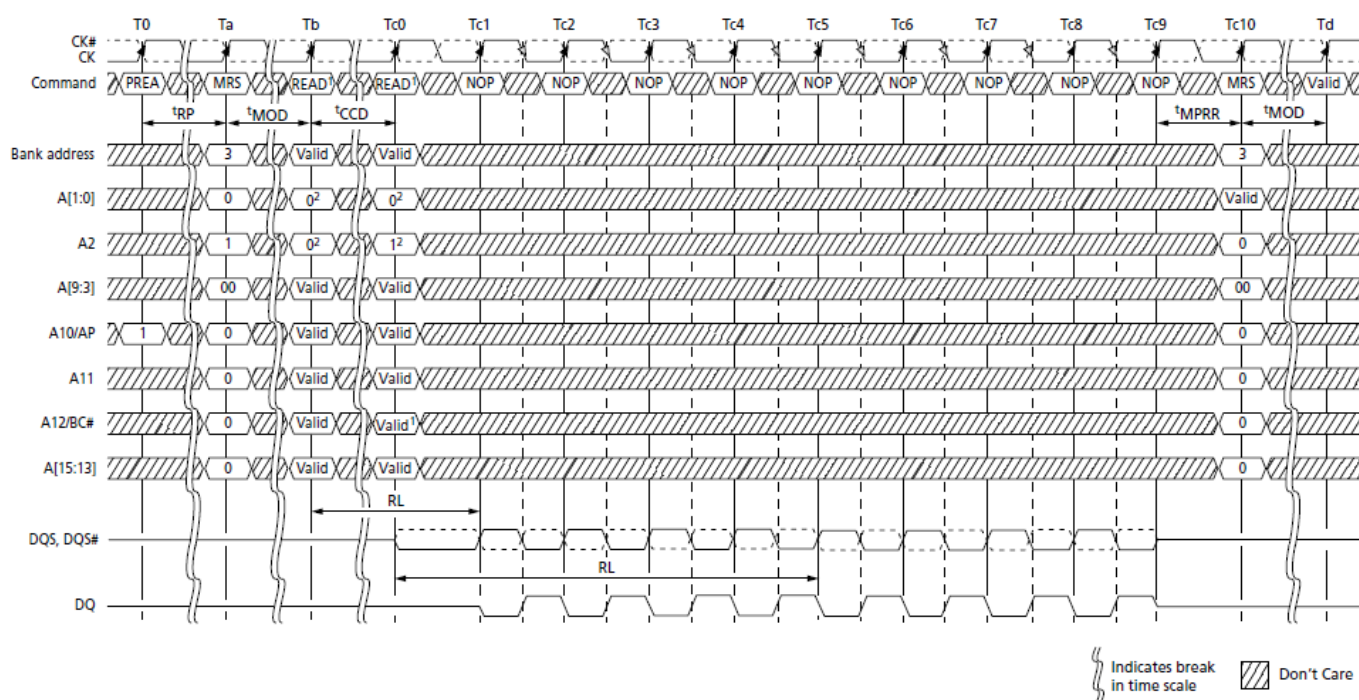 T0 Ta Tb Tc0 Tc1 Tc2 Tc3 Tc4 Tc5 Tc6 Tc7 Tc8 Tc9 Tc10 Td
CK#
CK
Command PREA MRS READ¹ READ¹ NOP NOP NOP NOP NOP NOP NOP NOP NOP MRS Valid
tRP tMOD tCCD tMPRR tMOD
Bank address 3 Valid Valid 3
A[1:0] 0 0² 0² Valid
A2 1 0² 1² 0
A[9:3] 00 Valid Valid 00
A10/AP 1 0 Valid Valid 0
A11 0 Valid Valid 0
A12/BC# 0 Valid Valid¹ 0
A[15:13] 0 Valid Valid 0
RL
DQS, DQS#
RL
DQ
Indicates break
in time scale
Don't Care